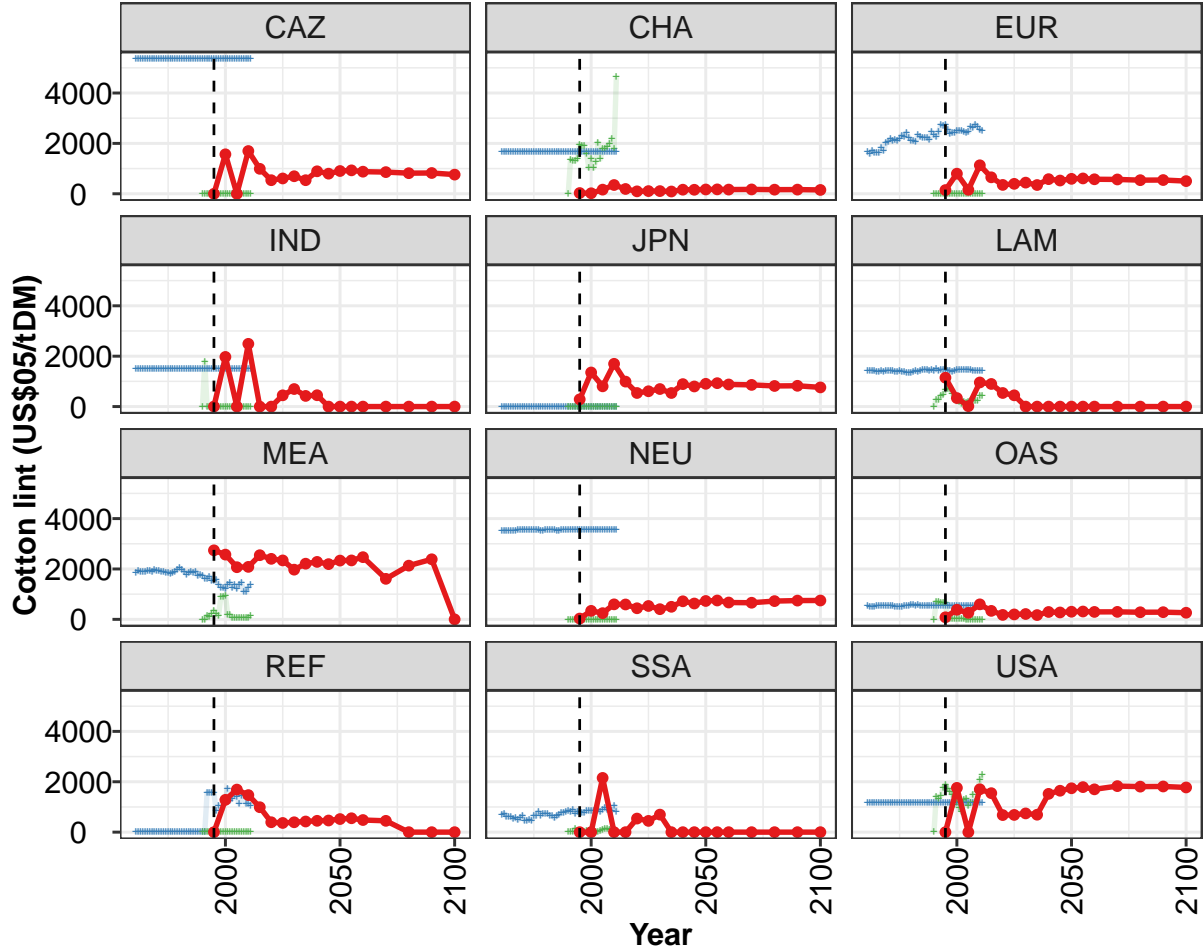 CAZ CHA EUR
4000
2000
0
IND JPN LAM
4000
2000
0
MEA NEU OAS
4000
2000
0
REF SSA USA
4000
2000
0
2000 2050 2100 2000 2050 2100 2000 2050 2100
Year
Cotton lint (US$05/tDM)